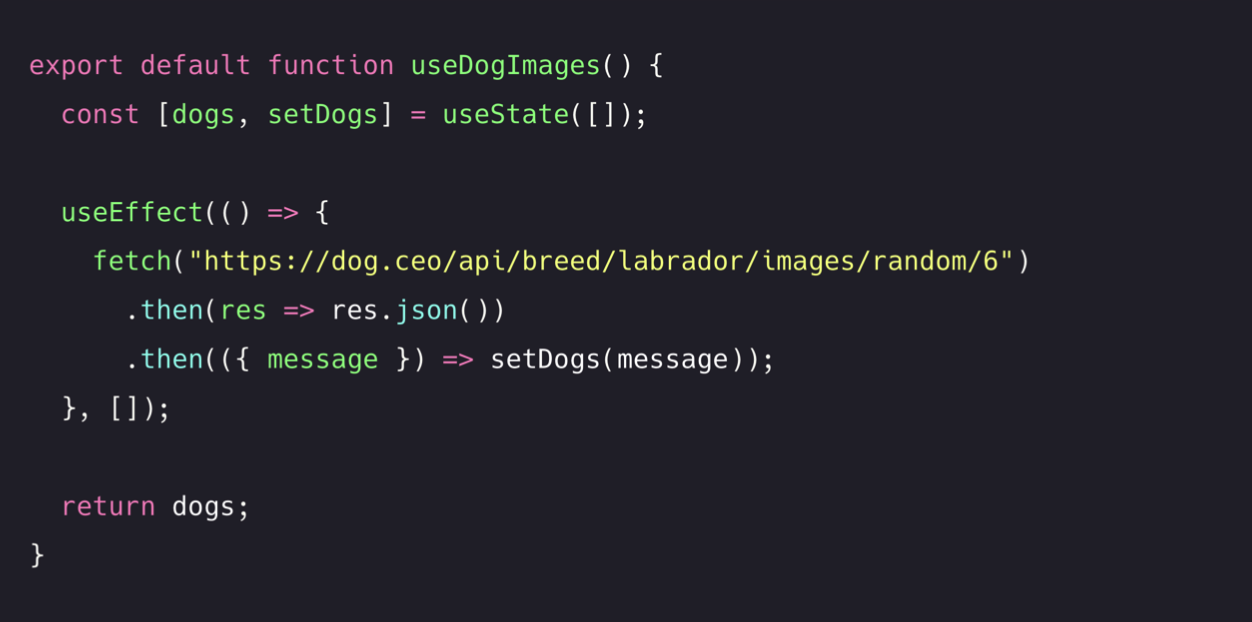 export default function useDogImages() {
  const [dogs, setDogs] = useState([]);

  useEffect(() => {
    fetch("https://dog.ceo/api/breed/labrador/images/random/6")
      .then(res => res.json())
      .then(({ message }) => setDogs(message));
  }, []);

  return dogs;
}